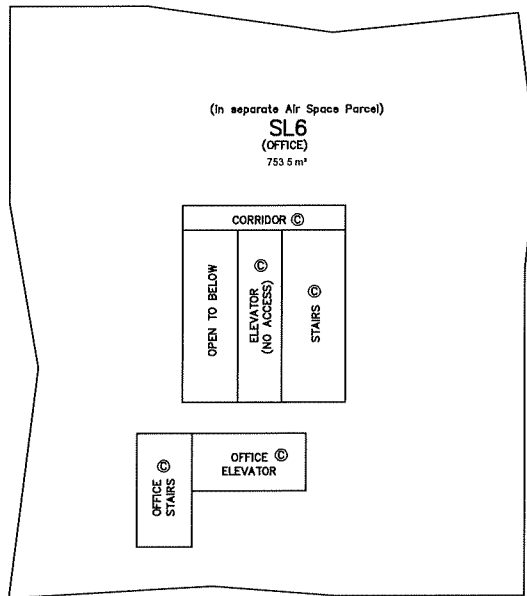 (in separate Air Space Parcel)
SL6
(OFFICE)
753 5 m²
CORRIDOR ©
OPEN TO BELOW
ELEVATOR ©
(NO ACCESS)
STAIRS ©
OFFICE ©
ELEVATOR
OFFICE ©
STAIRS